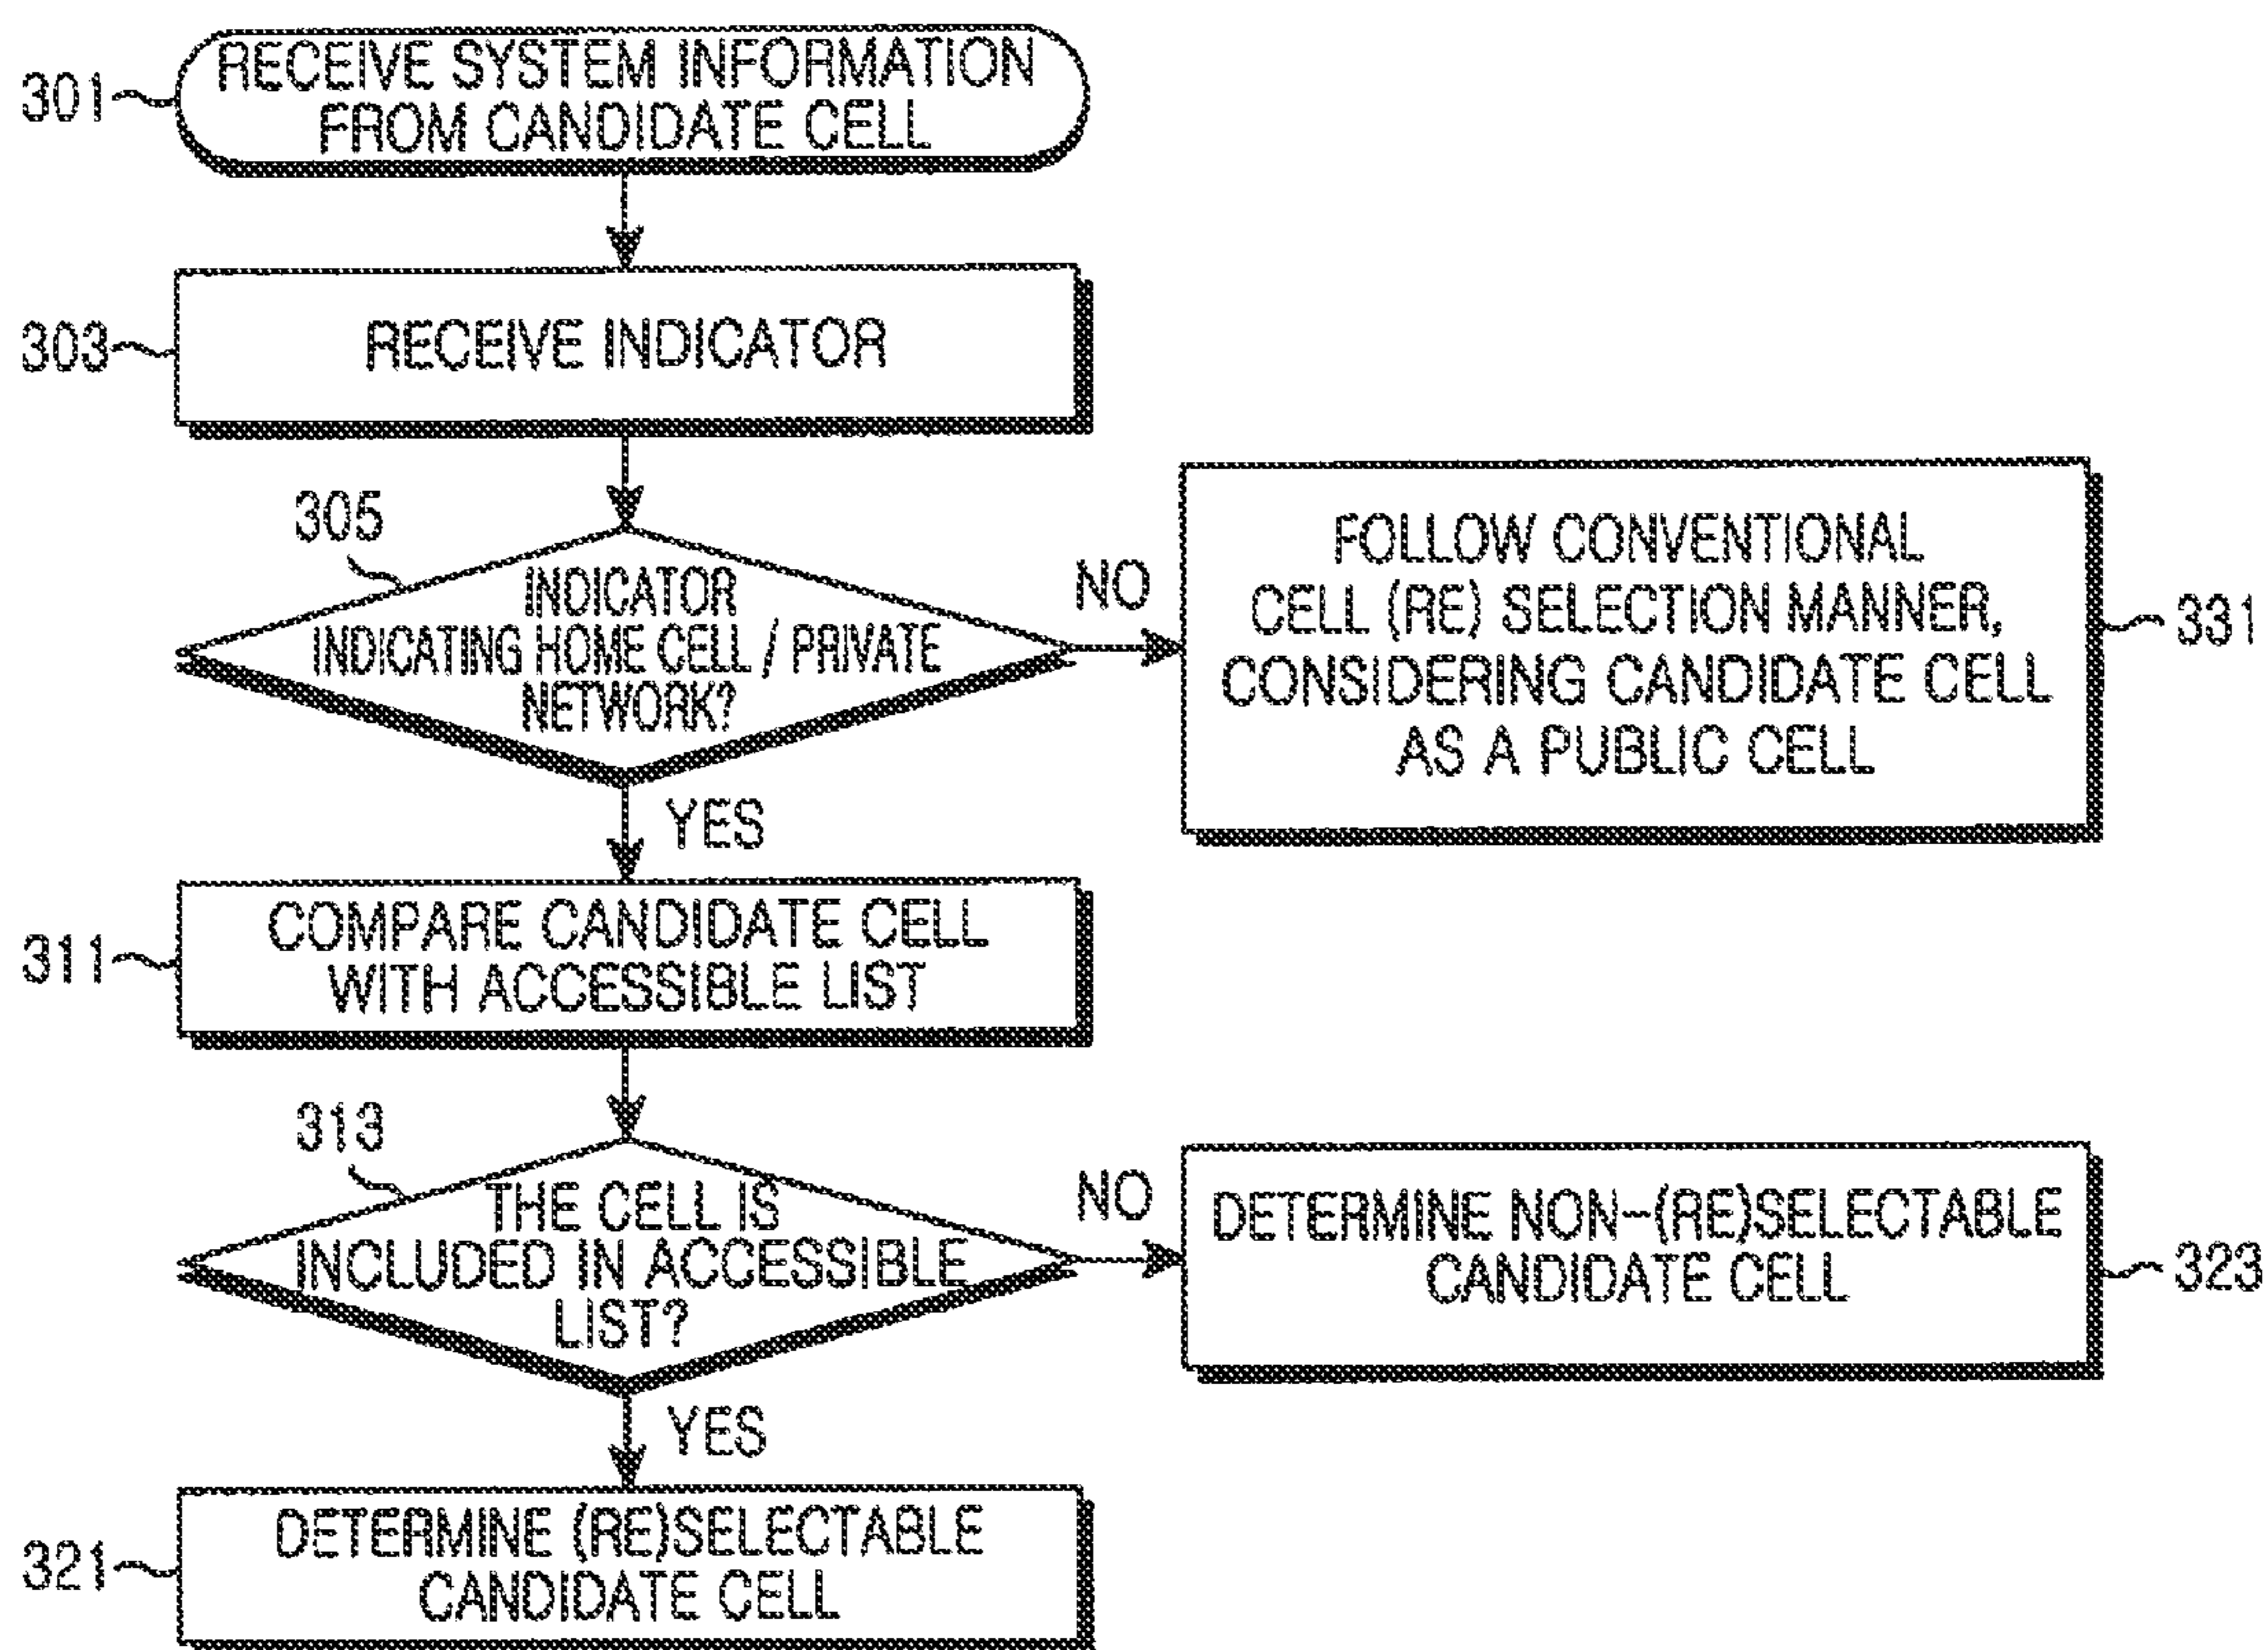 301
RECEIVE SYSTEM INFORMATION
FROM CANDIDATE CELL
303
RECEIVE INDICATOR
305
INDICATOR
INDICATING HOME CELL / PRIVATE
NETWORK?
NO
FOLLOW CONVENTIONAL
CELL (RE) SELECTION MANNER,
CONSIDERING CANDIDATE CELL
AS A PUBLIC CELL
331
YES
311
COMPARE CANDIDATE CELL
WITH ACCESSIBLE LIST
313
THE CELL IS
INCLUDED IN ACCESSIBLE
LIST?
NO
DETERMINE NON-(RE)SELECTABLE
CANDIDATE CELL
323
YES
321
DETERMINE (RE)SELECTABLE
CANDIDATE CELL